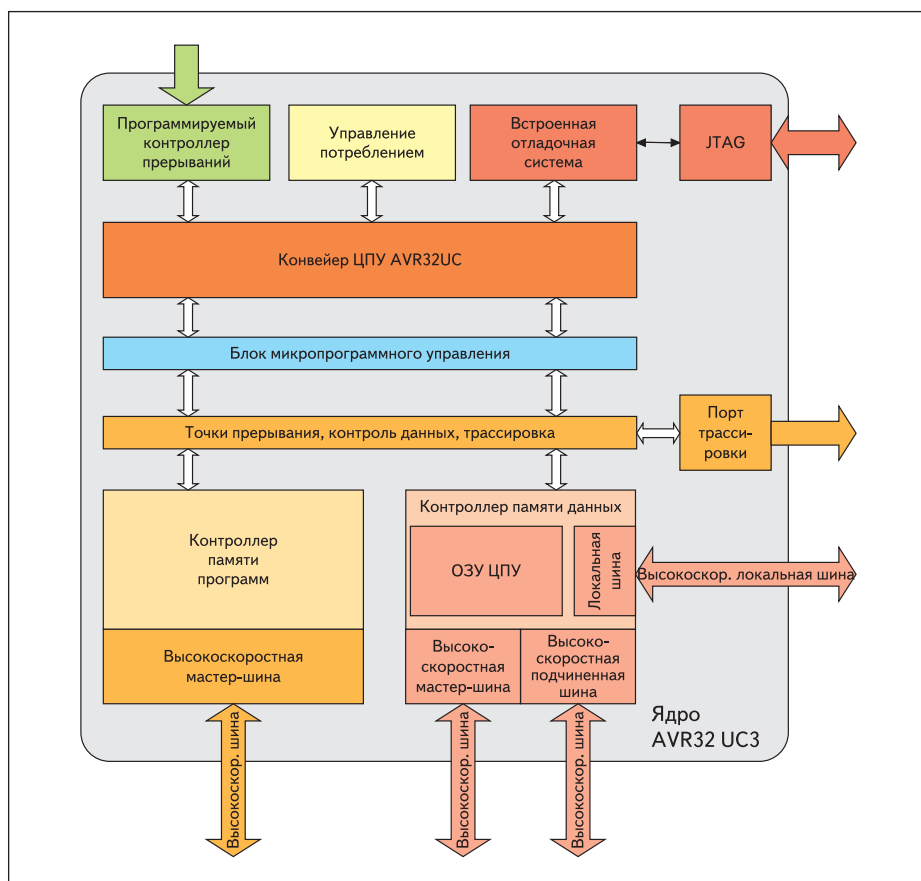 Программируемый
контроллер
прерываний
Управление
потреблением
Встроенная
отладочная
система
JTAG
Конвейер ЦПУ AVR32UC
Блок микропрограммного управления
Точки прерывания, контроль данных, трассировка
Порт
трасси-
ровки
Контроллер
памяти
программ
Контроллер памяти данных
ОЗУ ЦПУ
Локальная
шина
Высокоскор. локальная шина
Высокоскоростная
мастер-шина
Высоко-
скоростная
мастер-шина
Высоко-
скоростная
подчиненная
шина
Ядро
AVR32 UC3
Высокоскор. шина
Высокоскор. шина
Высокоскор. шина